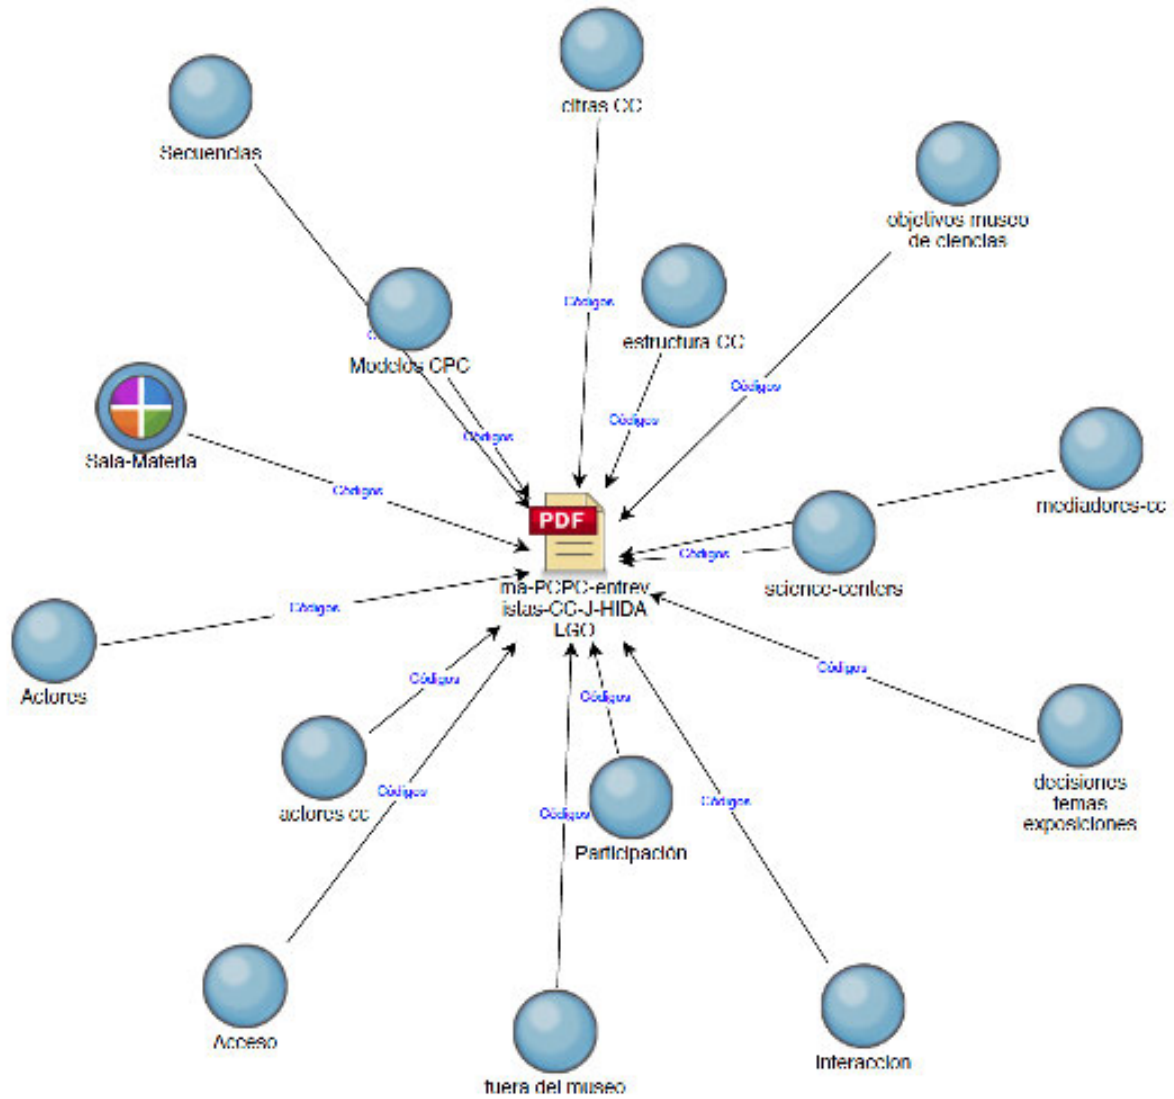 citras CC
Secuencias
objetivos museo
de ciencias
Códigos
estructura CC
Modelos CPC
Códigos
Códigos
Códigos
Sala-Materia
Códigos
mediadores-cc
PDF
Códigos
science-centers
ma-PCPC-entrev
istas-CC-J-HIDA
LGO
Códigos
Actores
Códigos
Códigos
Códigos
decisiones
temas
exposiciones
actores cc
Códigos
Códigos
Códigos
Participación
Acceso
Interaccion
fuera del museo